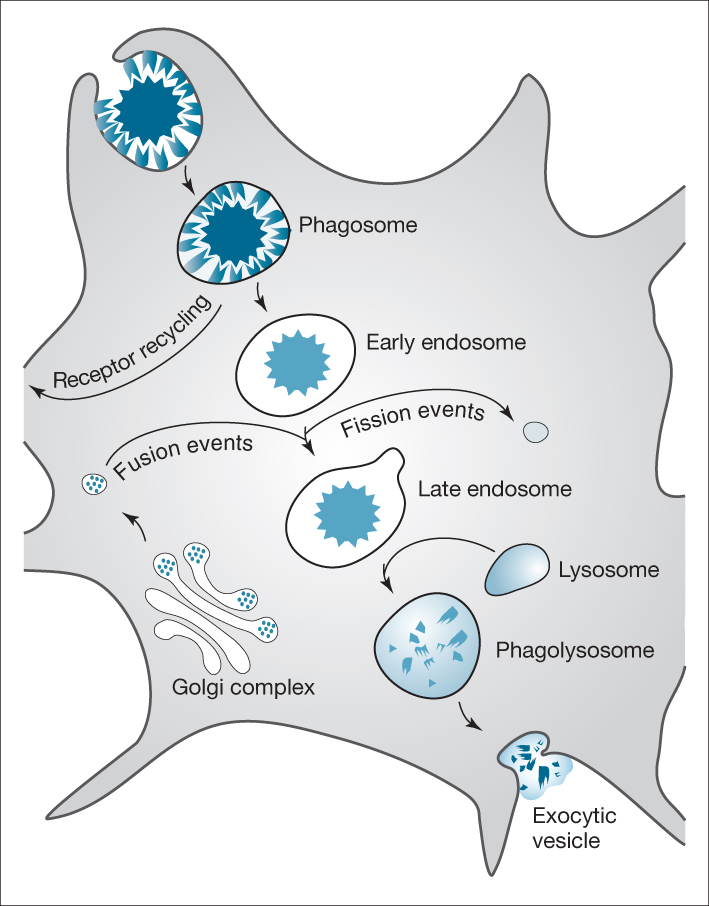 Phagosome
Receptor recycling
Early endosome
Fission events
Fusion events
Late endosome
Lysosome
Phagolysosome
Golgi complex
Exocytic
vesicle